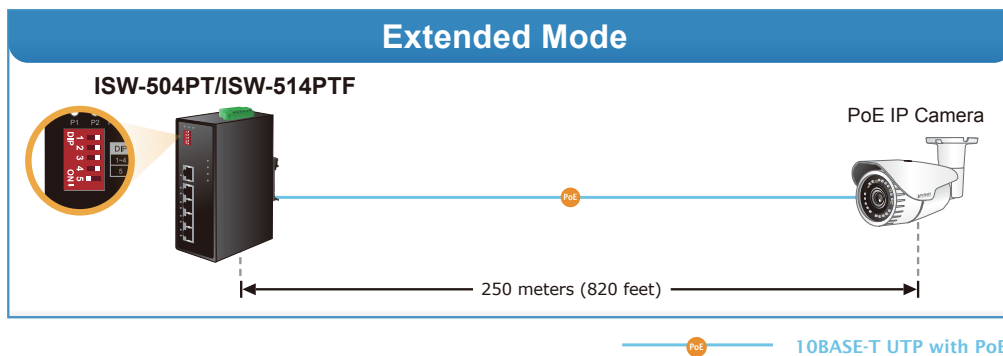 Extended Mode
ISW-504PT/ISW-514PTF
P1 P2
DIP
1 2 3 4 5
ON
DIP
1~4
5
PoE IP Camera
PoE
250 meters (820 feet)
PoE
10BASE-T UTP with PoE